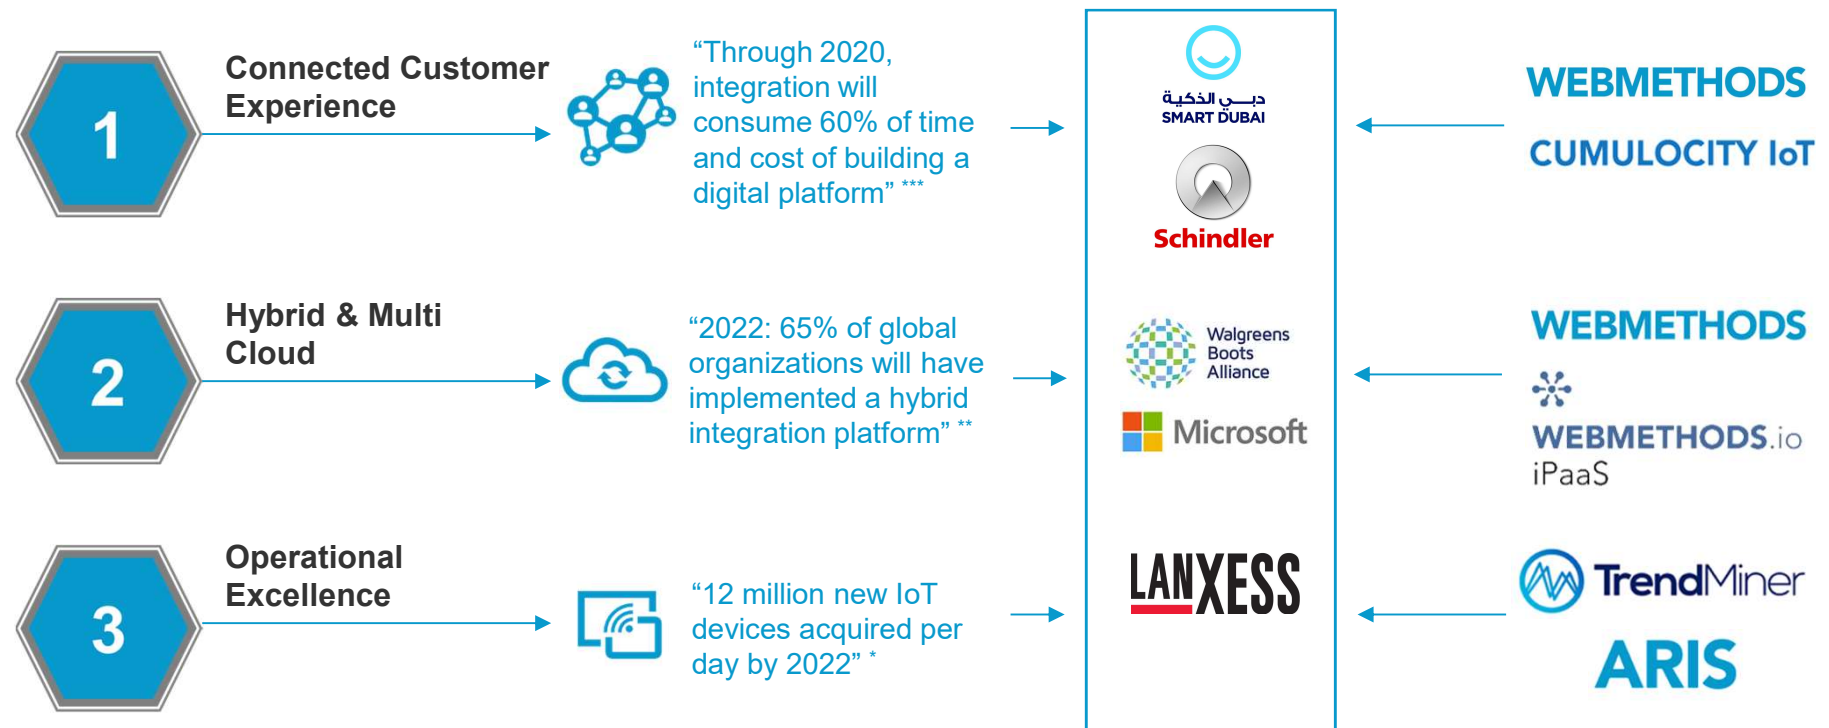 1
Connected Customer
Experience
“Through 2020,
integration will
consume 60% of time
and cost of building a
digital platform” ***
دبـــي الذكية
SMART DUBAI
Schindler
WEBMETHODS
CUMULOCITY IoT
2
Hybrid & Multi
Cloud
“2022: 65% of global
organizations will have
implemented a hybrid
integration platform” **
Walgreens
Boots
Alliance
Microsoft
WEBMETHODS
WEBMETHODS.io
iPaaS
3
Operational
Excellence
“12 million new IoT
devices acquired per
day by 2022” *
LANXESS
TrendMiner
ARIS